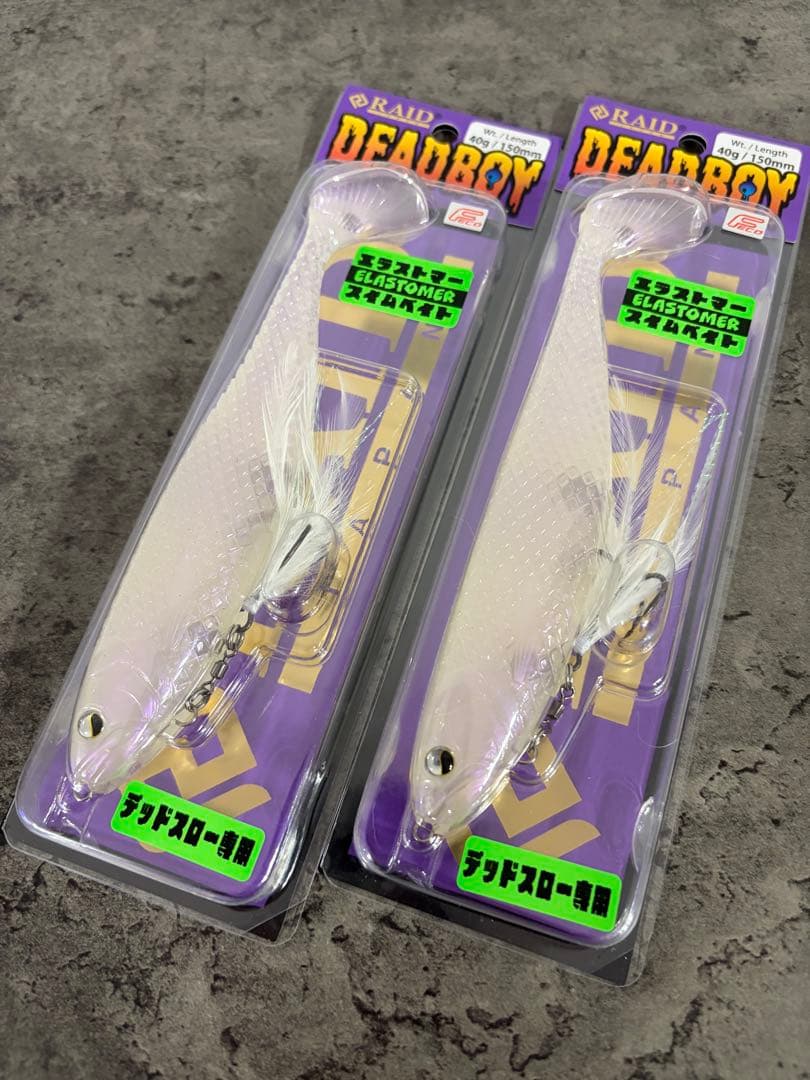 RAID
DEADBOY
Wt. / Length
40g / 150mm
FECO
エラストマー
ELASTOMER
スイムベイト
J A P A N
デッドスロー専用
RAID
DEADBOY
Wt. / Length
40g / 150mm
FECO
エラストマー
ELASTOMER
スイムベイト
P A N
デッドスロー専用